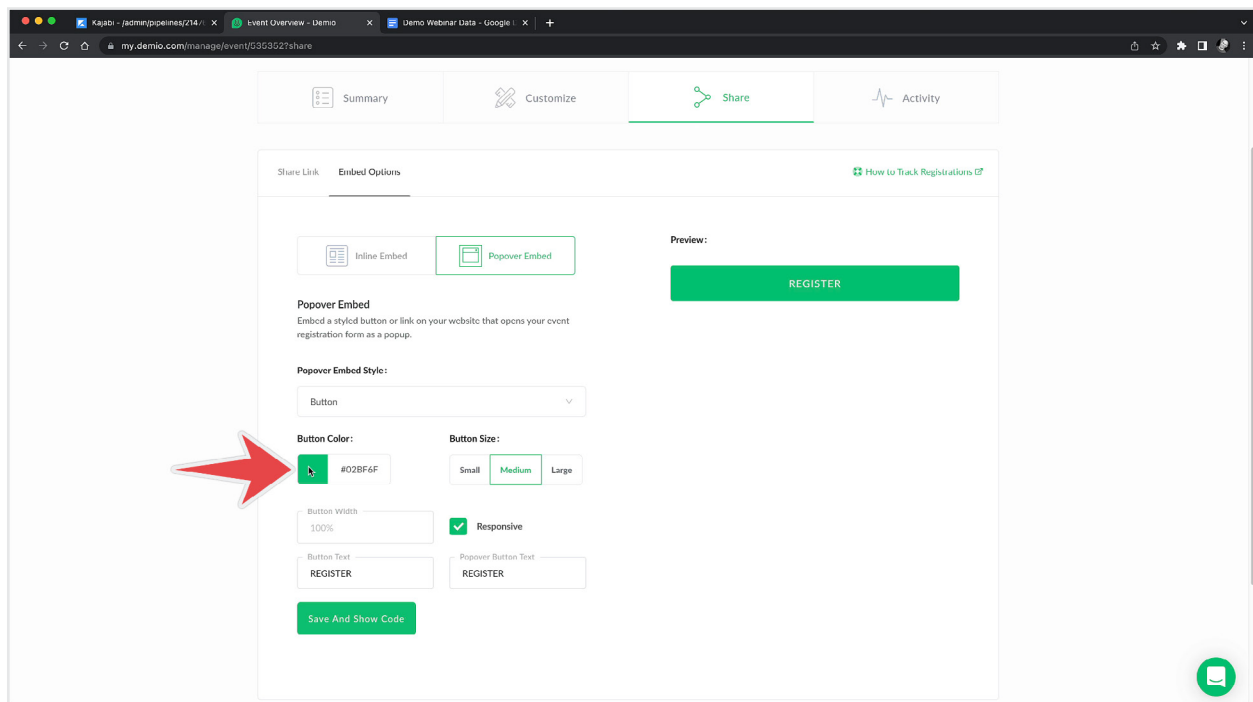 Kajabi - /admin/pipelines/2147
Event Overview - Demio
Demo Webinar Data - Google
my.demio.com/manage/event/535352?share
Summary
Customize
Share
Activity
Share Link
Embed Options
How to Track Registrations
Inline Embed
Popover Embed
Preview:
REGISTER
Popover Embed
Embed a styled button or link on your website that opens your event
registration form as a popup.
Popover Embed Style:
Button
Button Color:
Button Size:
#02BF6F
Small
Medium
Large
Button Width
100%
Responsive
Button Text
REGISTER
Popover Button Text
REGISTER
Save And Show Code